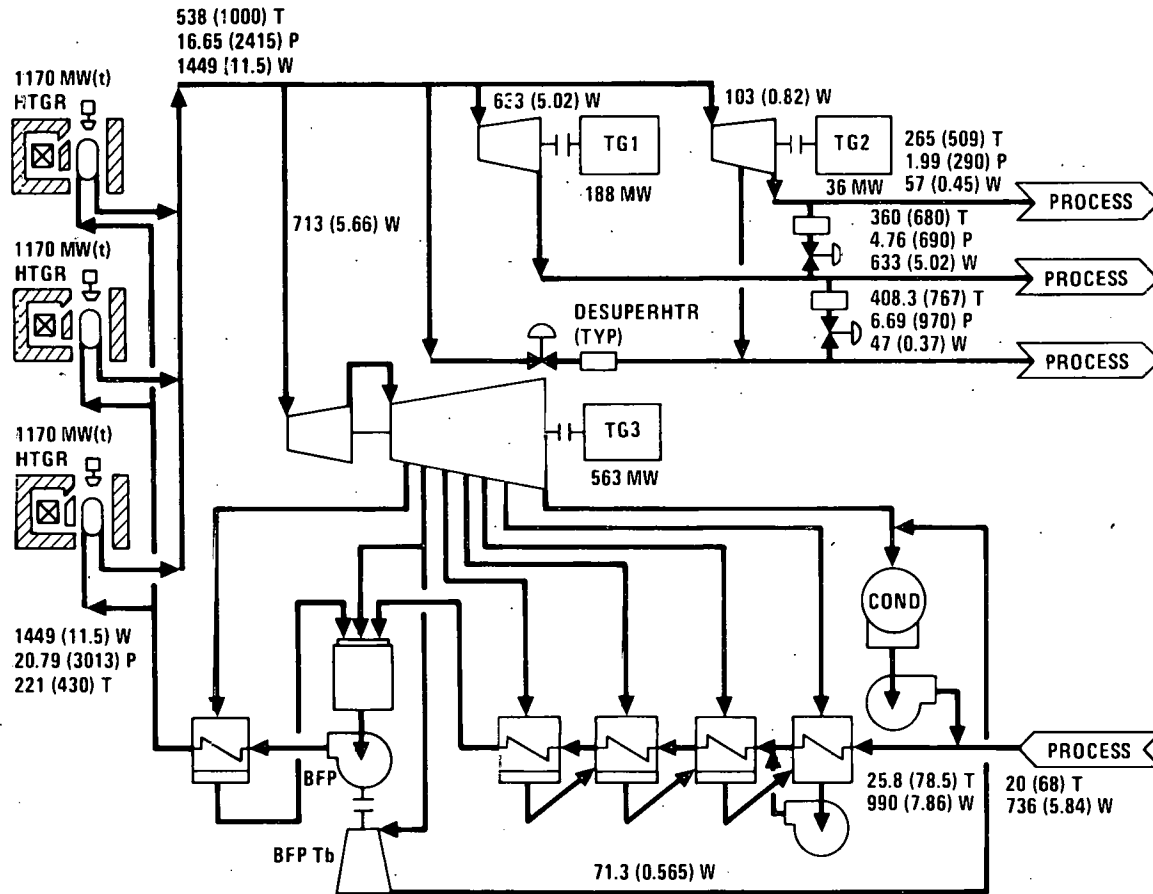 538 (1000) T
16.65 (2415) P
1449 (11.5) W
1170 MW(t)
HTGR
633 (5.02) W
103 (0.82) W
TG1
188 MW
TG2
36 MW
265 (509) T
1.99 (290) P
57 (0.45) W
PROCESS
713 (5.66) W
360 (680) T
4.76 (690) P
633 (5.02) W
PROCESS
1170 MW(t)
HTGR
408.3 (767) T
6.69 (970) P
47 (0.37) W
DESUPERHTR
(TYP)
PROCESS
1170 MW(t)
HTGR
TG3
563 MW
COND
1449 (11.5) W
20.79 (3013) P
221 (430) T
BFP
PROCESS
25.8 (78.5) T
990 (7.86) W
20 (68) T
736 (5.84) W
BFP Tb
71.3 (0.565) W